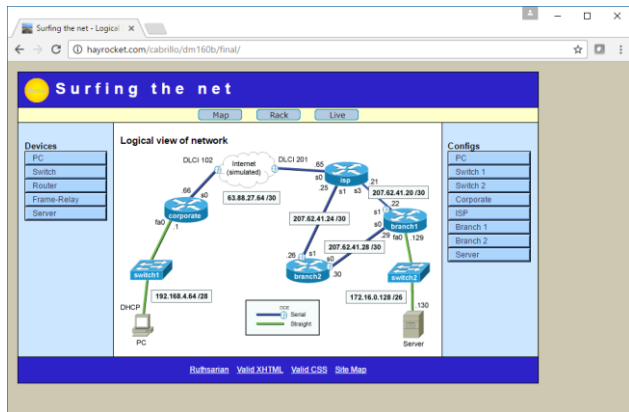 Surfing the net - Logical
hayrocket.com/cabrillo/dm160b/final/
Surfing the net
Map Rack Live
Devices
PC
Switch
Router
Frame-Relay
Server
Logical view of network
DLCI 102
Internet
(simulated)
DLCI 201
.65
s0
isp
.25
s1
s3
.21
207.62.41.20 /30
.66
s0
63.88.27.64 /30
.22
s1
corporate
207.62.41.24 /30
s0
branch1
fa0
.1
.29
fa0
.129
207.62.41.28 /30
.26
s1
s0
.30
switch1
branch2
switch2
192.168.4.64 /28
172.16.0.128 /26
DHCP
.130
DCE
Serial
Straight
PC
Server
Configs
PC
Switch 1
Switch 2
Corporate
ISP
Branch 1
Branch 2
Server
Ruthsarian Valid XHTML Valid CSS Site Map